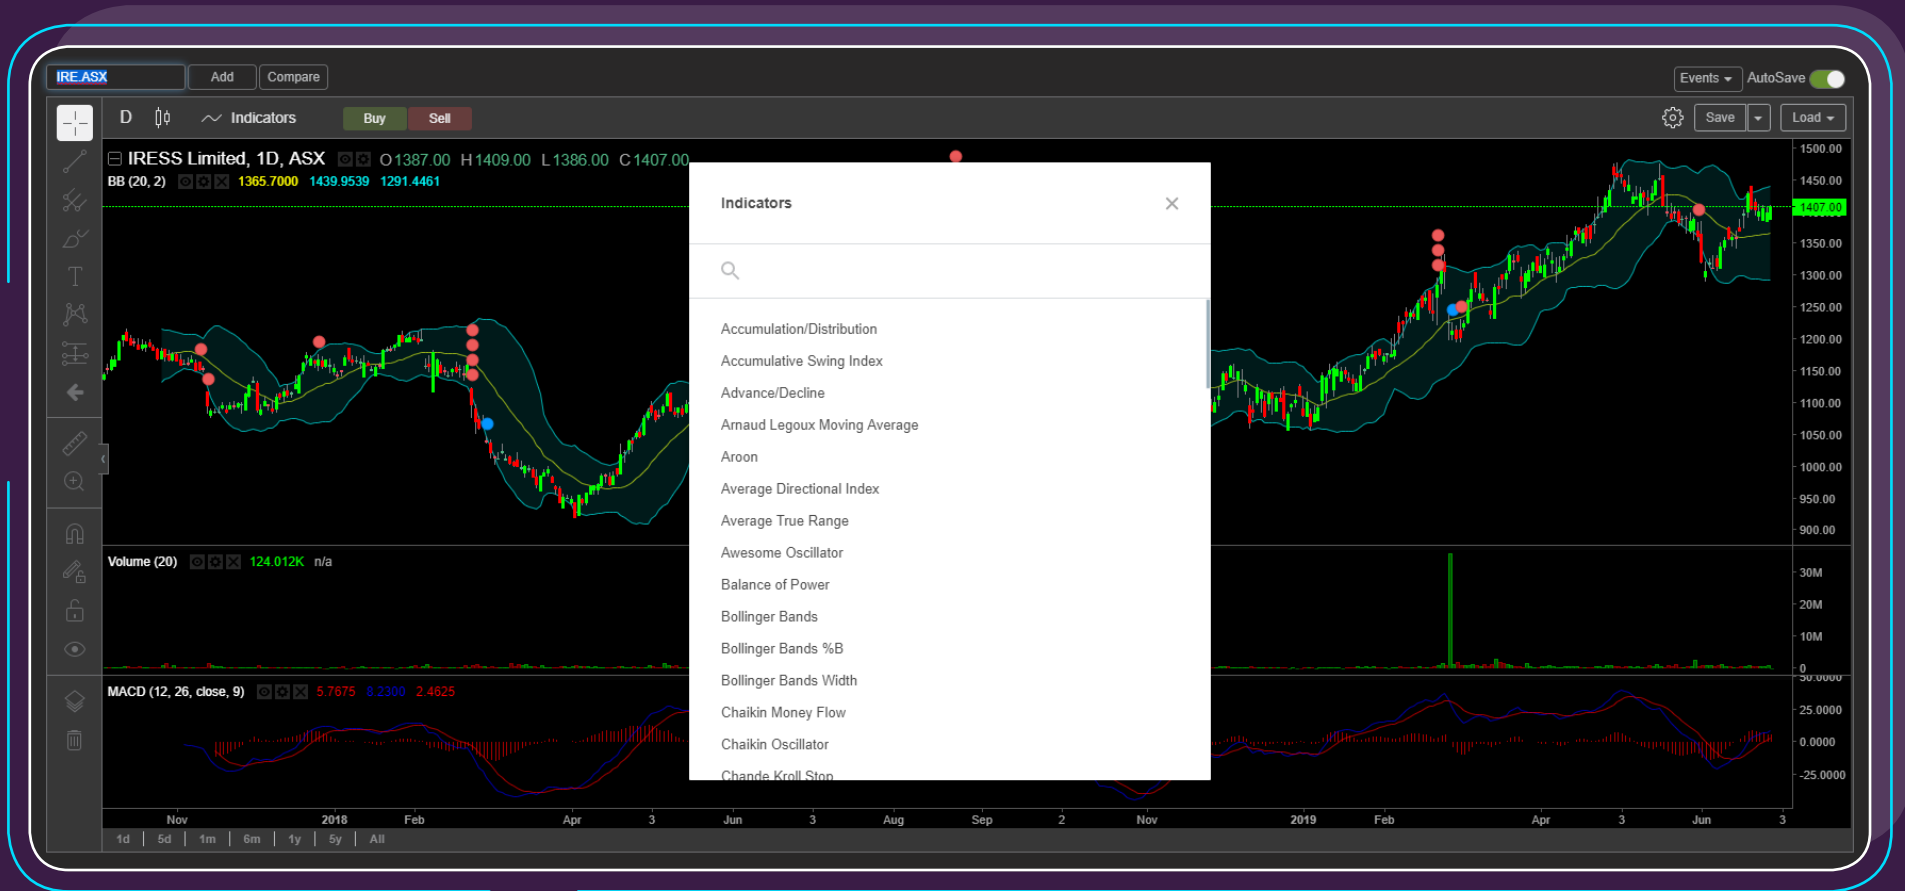 IRE.ASX Add Compare Events AutoSave
D Indicators Buy Sell Save Load
IRESS Limited, 1D, ASX O1387.00 H1409.00 L1386.00 C1407.00
BB (20, 2) 1365.7000 1439.9539 1291.4461
Indicators
Accumulation/Distribution
Accumulative Swing Index
Advance/Decline
Arnaud Legoux Moving Average
Aroon
Average Directional Index
Average True Range
Awesome Oscillator
Balance of Power
Bollinger Bands
Bollinger Bands %B
Bollinger Bands Width
Chaikin Money Flow
Chaikin Oscillator
Chande Kroll Stop
1500.00
1450.00
1407.00
1350.00
1300.00
1250.00
1200.00
1150.00
1100.00
1050.00
1000.00
950.00
900.00
Volume (20) 124.012K n/a
30M
20M
10M
0
MACD (12, 26, close, 9) 5.7675 8.2300 2.4625
50.0000
25.0000
0.0000
-25.0000
Nov 2018 Feb Apr 3 Jun 3 Aug Sep 2 Nov 2019 Feb Apr 3 Jun 3
1d 5d 1m 6m 1y 5y All